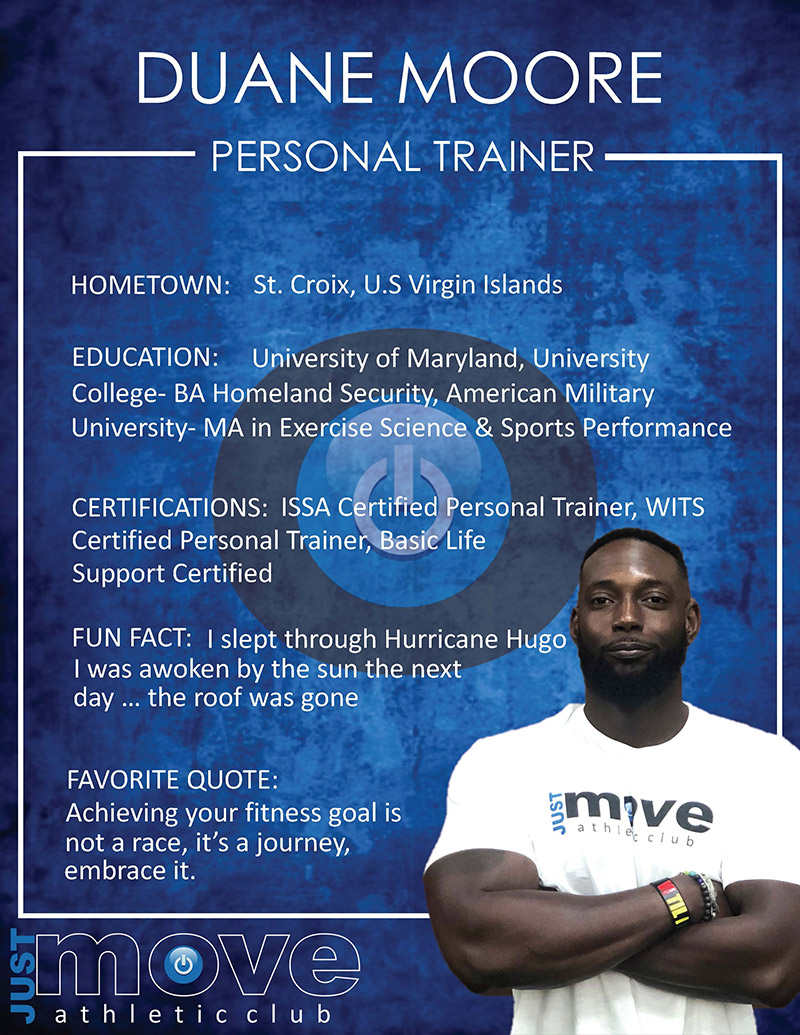 DUANE MOORE
PERSONAL TRAINER
HOMETOWN: St. Croix, U.S Virgin Islands
EDUCATION: University of Maryland, University
College- BA Homeland Security, American Military
University- MA in Exercise Science & Sports Performance
CERTIFICATIONS: ISSA Certified Personal Trainer, WITS
Certified Personal Trainer, Basic Life
Support Certified
FUN FACT: I slept through Hurricane Hugo
I was awoken by the sun the next
day ... the roof was gone
FAVORITE QUOTE:
Achieving your fitness goal is
not a race, it's a journey,
embrace it.
JUST move
athletic club
JUST move
athletic club